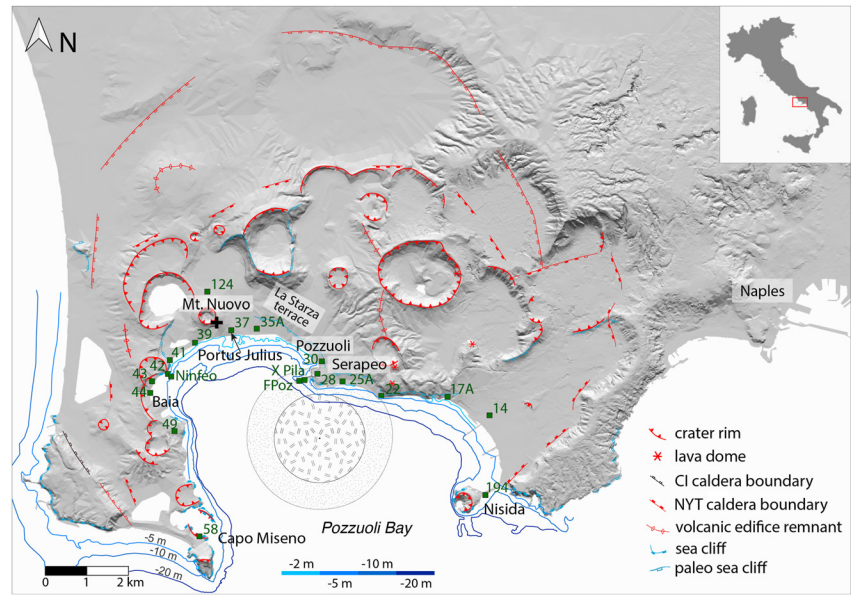 N
Naples
124
Mt. Nuovo
La Starza
terrace
37
35A
39
Portus Julius
Pozzuoli
41
30
Serapeo
42
Ninfeo
X Pila
43
FPoz
28
25A
44
22
17A
Baia
14
49
194
Nisida
58
Capo Miseno
Pozzuoli Bay
-5 m
-10 m
-20 m
0 1 2 km
-2 m
-10 m
-5 m
-20 m
crater rim
lava dome
CI caldera boundary
NYT caldera boundary
volcanic edifice remnant
sea cliff
paleo sea cliff